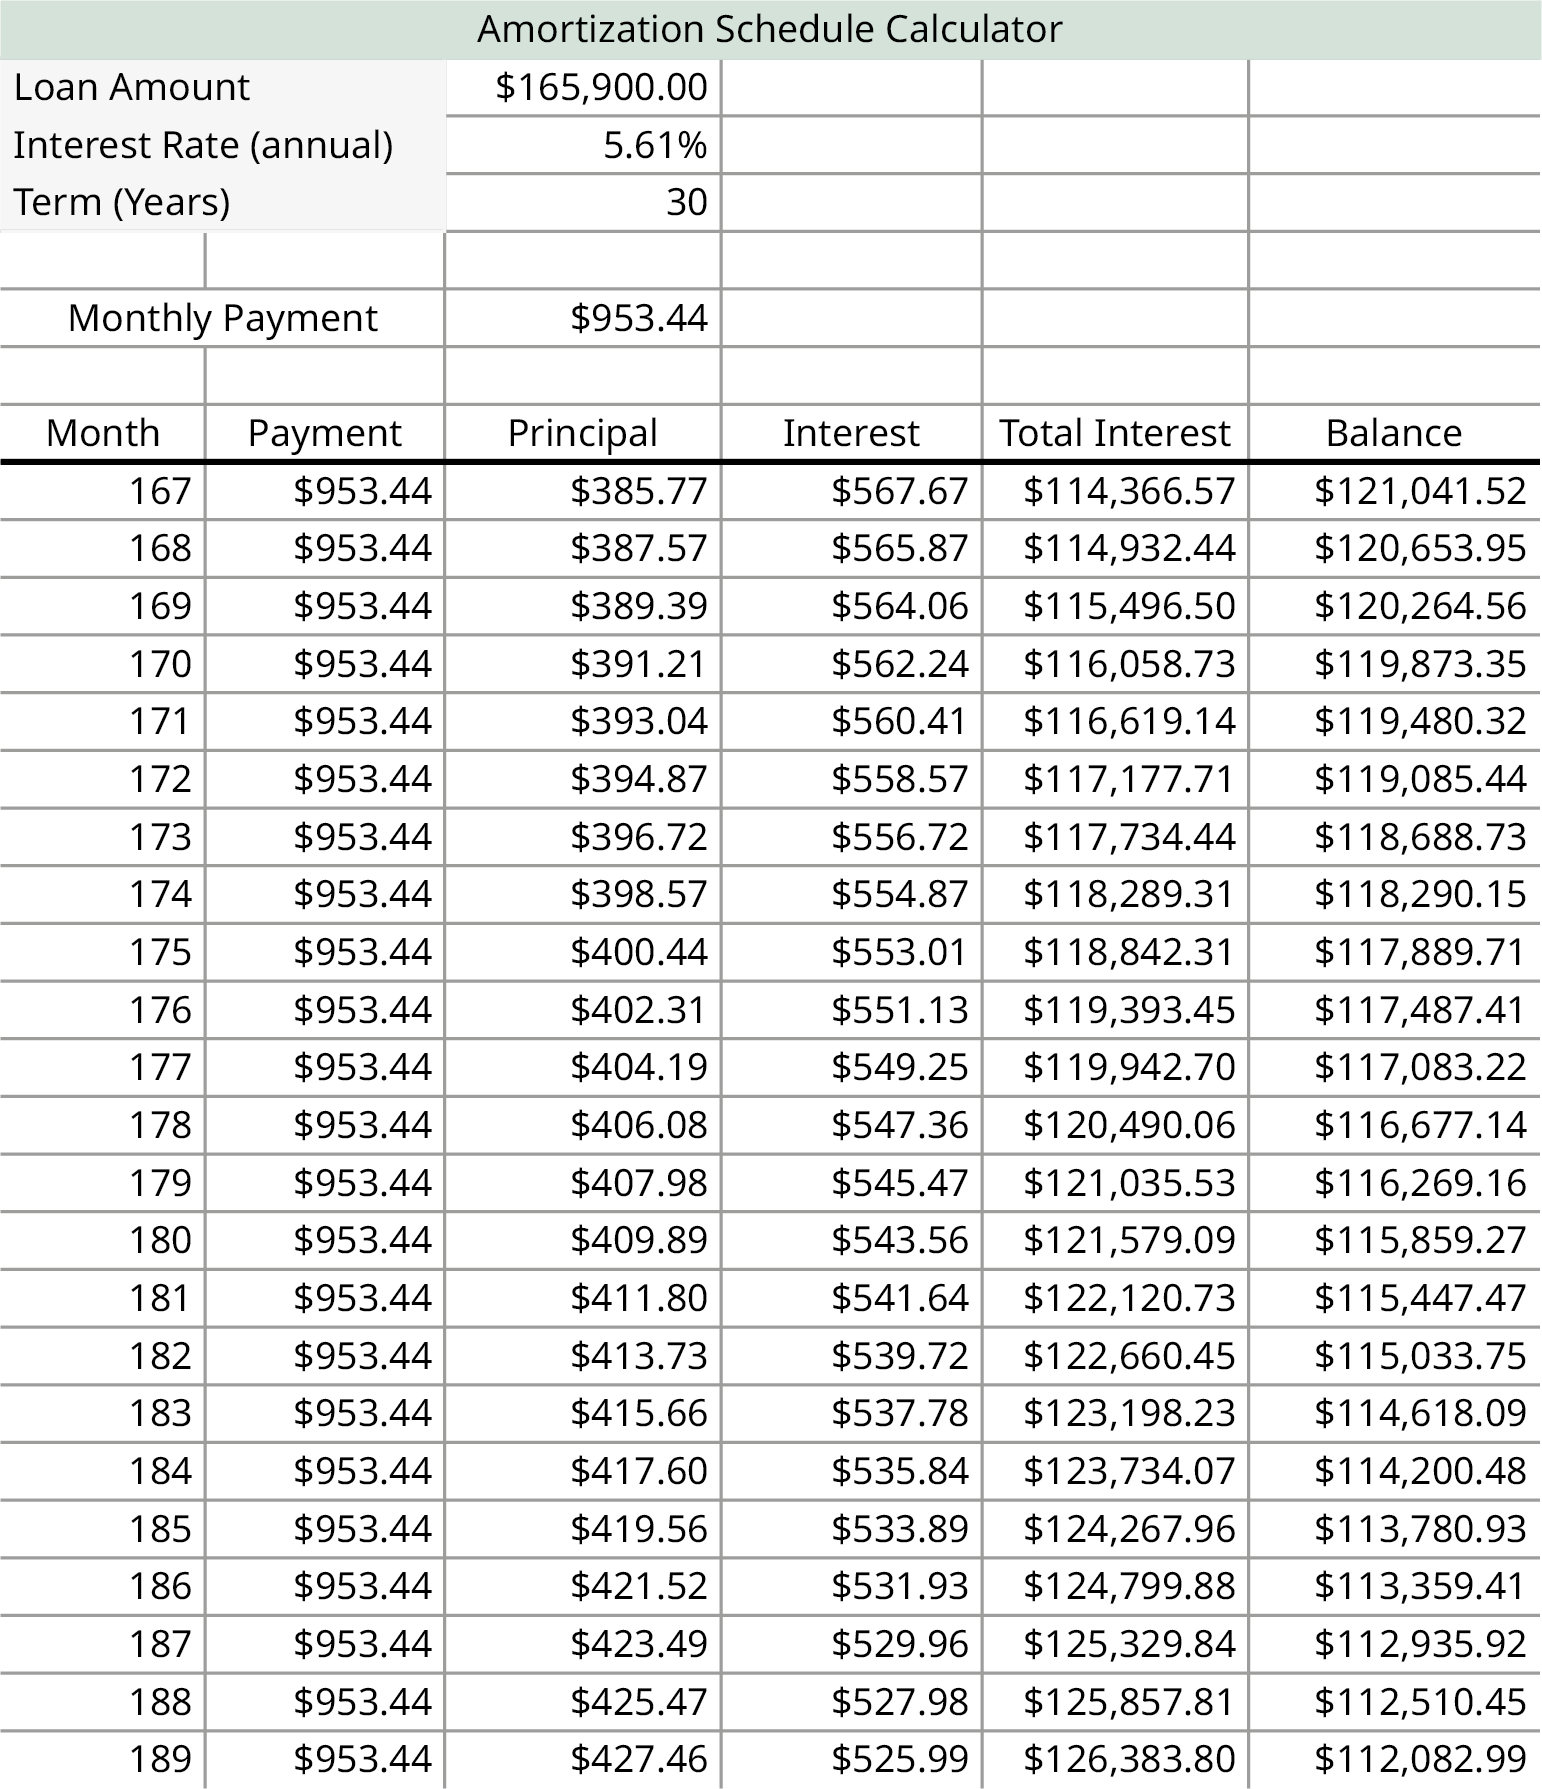 Amortization Schedule Calculator
Loan Amount $165,900.00
Interest Rate (annual) 5.61%
Term (Years) 30
Monthly Payment $953.44
Month Payment Principal Interest Total Interest Balance
167 $953.44 $385.77 $567.67 $114,366.57 $121,041.52
168 $953.44 $387.57 $565.87 $114,932.44 $120,653.95
169 $953.44 $389.39 $564.06 $115,496.50 $120,264.56
170 $953.44 $391.21 $562.24 $116,058.73 $119,873.35
171 $953.44 $393.04 $560.41 $116,619.14 $119,480.32
172 $953.44 $394.87 $558.57 $117,177.71 $119,085.44
173 $953.44 $396.72 $556.72 $117,734.44 $118,688.73
174 $953.44 $398.57 $554.87 $118,289.31 $118,290.15
175 $953.44 $400.44 $553.01 $118,842.31 $117,889.71
176 $953.44 $402.31 $551.13 $119,393.45 $117,487.41
177 $953.44 $404.19 $549.25 $119,942.70 $117,083.22
178 $953.44 $406.08 $547.36 $120,490.06 $116,677.14
179 $953.44 $407.98 $545.47 $121,035.53 $116,269.16
180 $953.44 $409.89 $543.56 $121,579.09 $115,859.27
181 $953.44 $411.80 $541.64 $122,120.73 $115,447.47
182 $953.44 $413.73 $539.72 $122,660.45 $115,033.75
183 $953.44 $415.66 $537.78 $123,198.23 $114,618.09
184 $953.44 $417.60 $535.84 $123,734.07 $114,200.48
185 $953.44 $419.56 $533.89 $124,267.96 $113,780.93
186 $953.44 $421.52 $531.93 $124,799.88 $113,359.41
187 $953.44 $423.49 $529.96 $125,329.84 $112,935.92
188 $953.44 $425.47 $527.98 $125,857.81 $112,510.45
189 $953.44 $427.46 $525.99 $126,383.80 $112,082.99